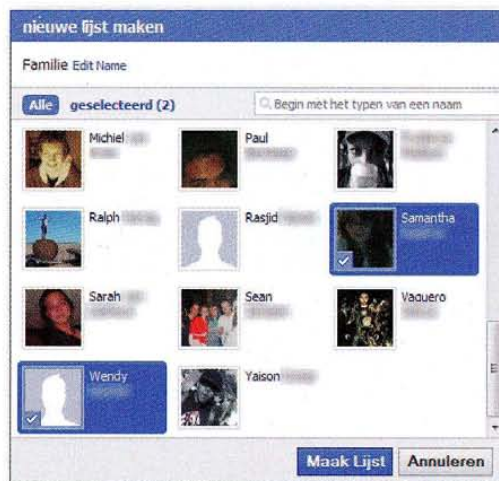 nieuwe lijst maken
Familie Edit Name
Alle geselecteerd (2) Begin met het typen van een naam
Michiel Paul
Ralph Rasjid Samantha
Sarah Sean Vaquero
Wendy Yaison
Maak Lijst Annuleren